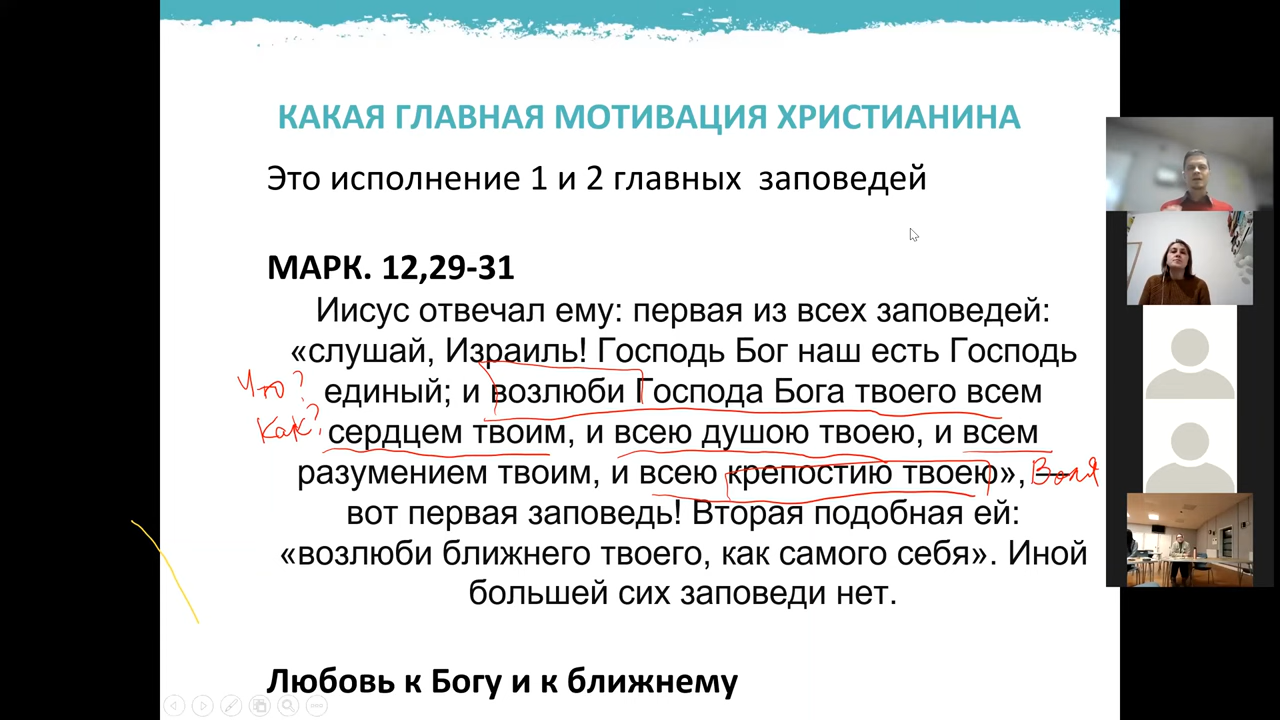 КАКАЯ ГЛАВНАЯ МОТИВАЦИЯ ХРИСТИАНИНА
Это исполнение 1 и 2 главных заповедей
МАРК. 12,29-31
Иисус отвечал ему: первая из всех заповедей:
«слушай, Израиль! Господь Бог наш есть Господь
Что? единый; и возлюби Господа Бога твоего всем
Как? сердцем твоим, и всею душою твоею, и всем
разумением твоим, и всею крепостию твоею», — Воля
вот первая заповедь! Вторая подобная ей:
«возлюби ближнего твоего, как самого себя». Иной
большей сих заповеди нет.
Любовь к Богу и к ближнему